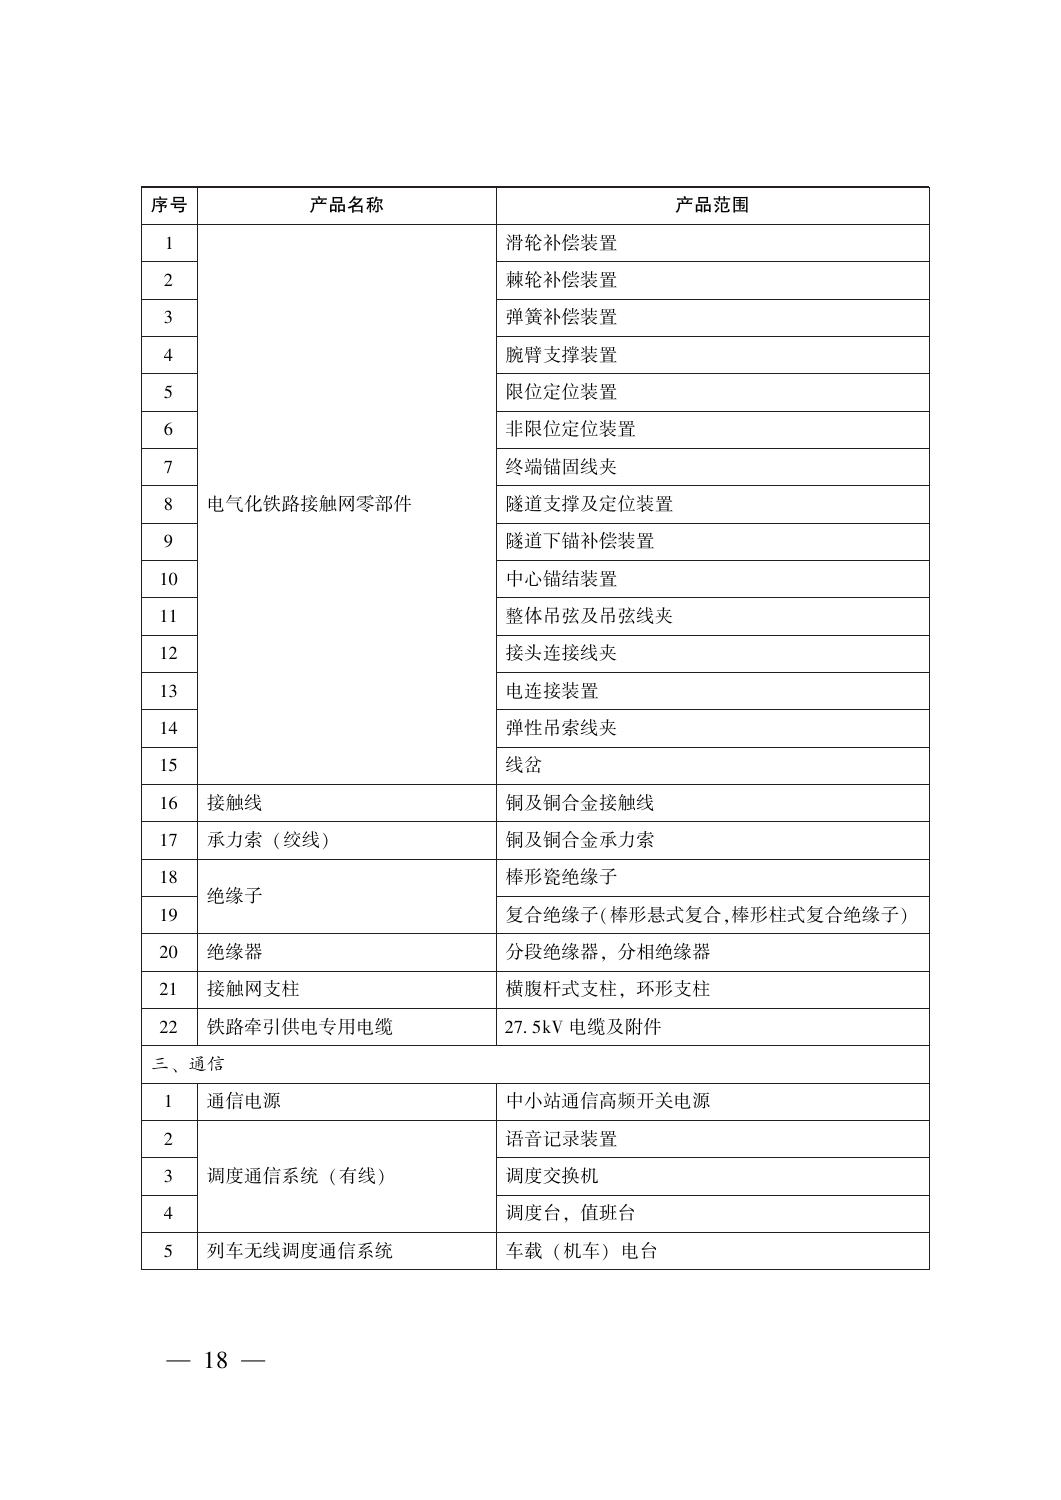 序号 产品名称 产品范围
1 滑轮补偿装置
2 棘轮补偿装置
3 弹簧补偿装置
4 腕臂支撑装置
5 限位定位装置
6 非限位定位装置
7 终端锚固线夹
8 电气化铁路接触网零部件 隧道支撑及定位装置
9 隧道下锚补偿装置
10 中心锚结装置
11 整体吊弦及吊弦线夹
12 接头连接线夹
13 电连接装置
14 弹性吊索线夹
15 线岔
16 接触线 铜及铜合金接触线
17 承力索（绞线） 铜及铜合金承力索
18 棒形瓷绝缘子
绝缘子
19 复合绝缘子(棒形悬式复合,棒形柱式复合绝缘子)
20 绝缘器 分段绝缘器，分相绝缘器
21 接触网支柱 横腹杆式支柱，环形支柱
22 铁路牵引供电专用电缆 27.5kV 电缆及附件
三、通信
1 通信电源 中小站通信高频开关电源
2 语音记录装置
3 调度通信系统（有线） 调度交换机
4 调度台，值班台
5 列车无线调度通信系统 车载（机车）电台
— 18 —